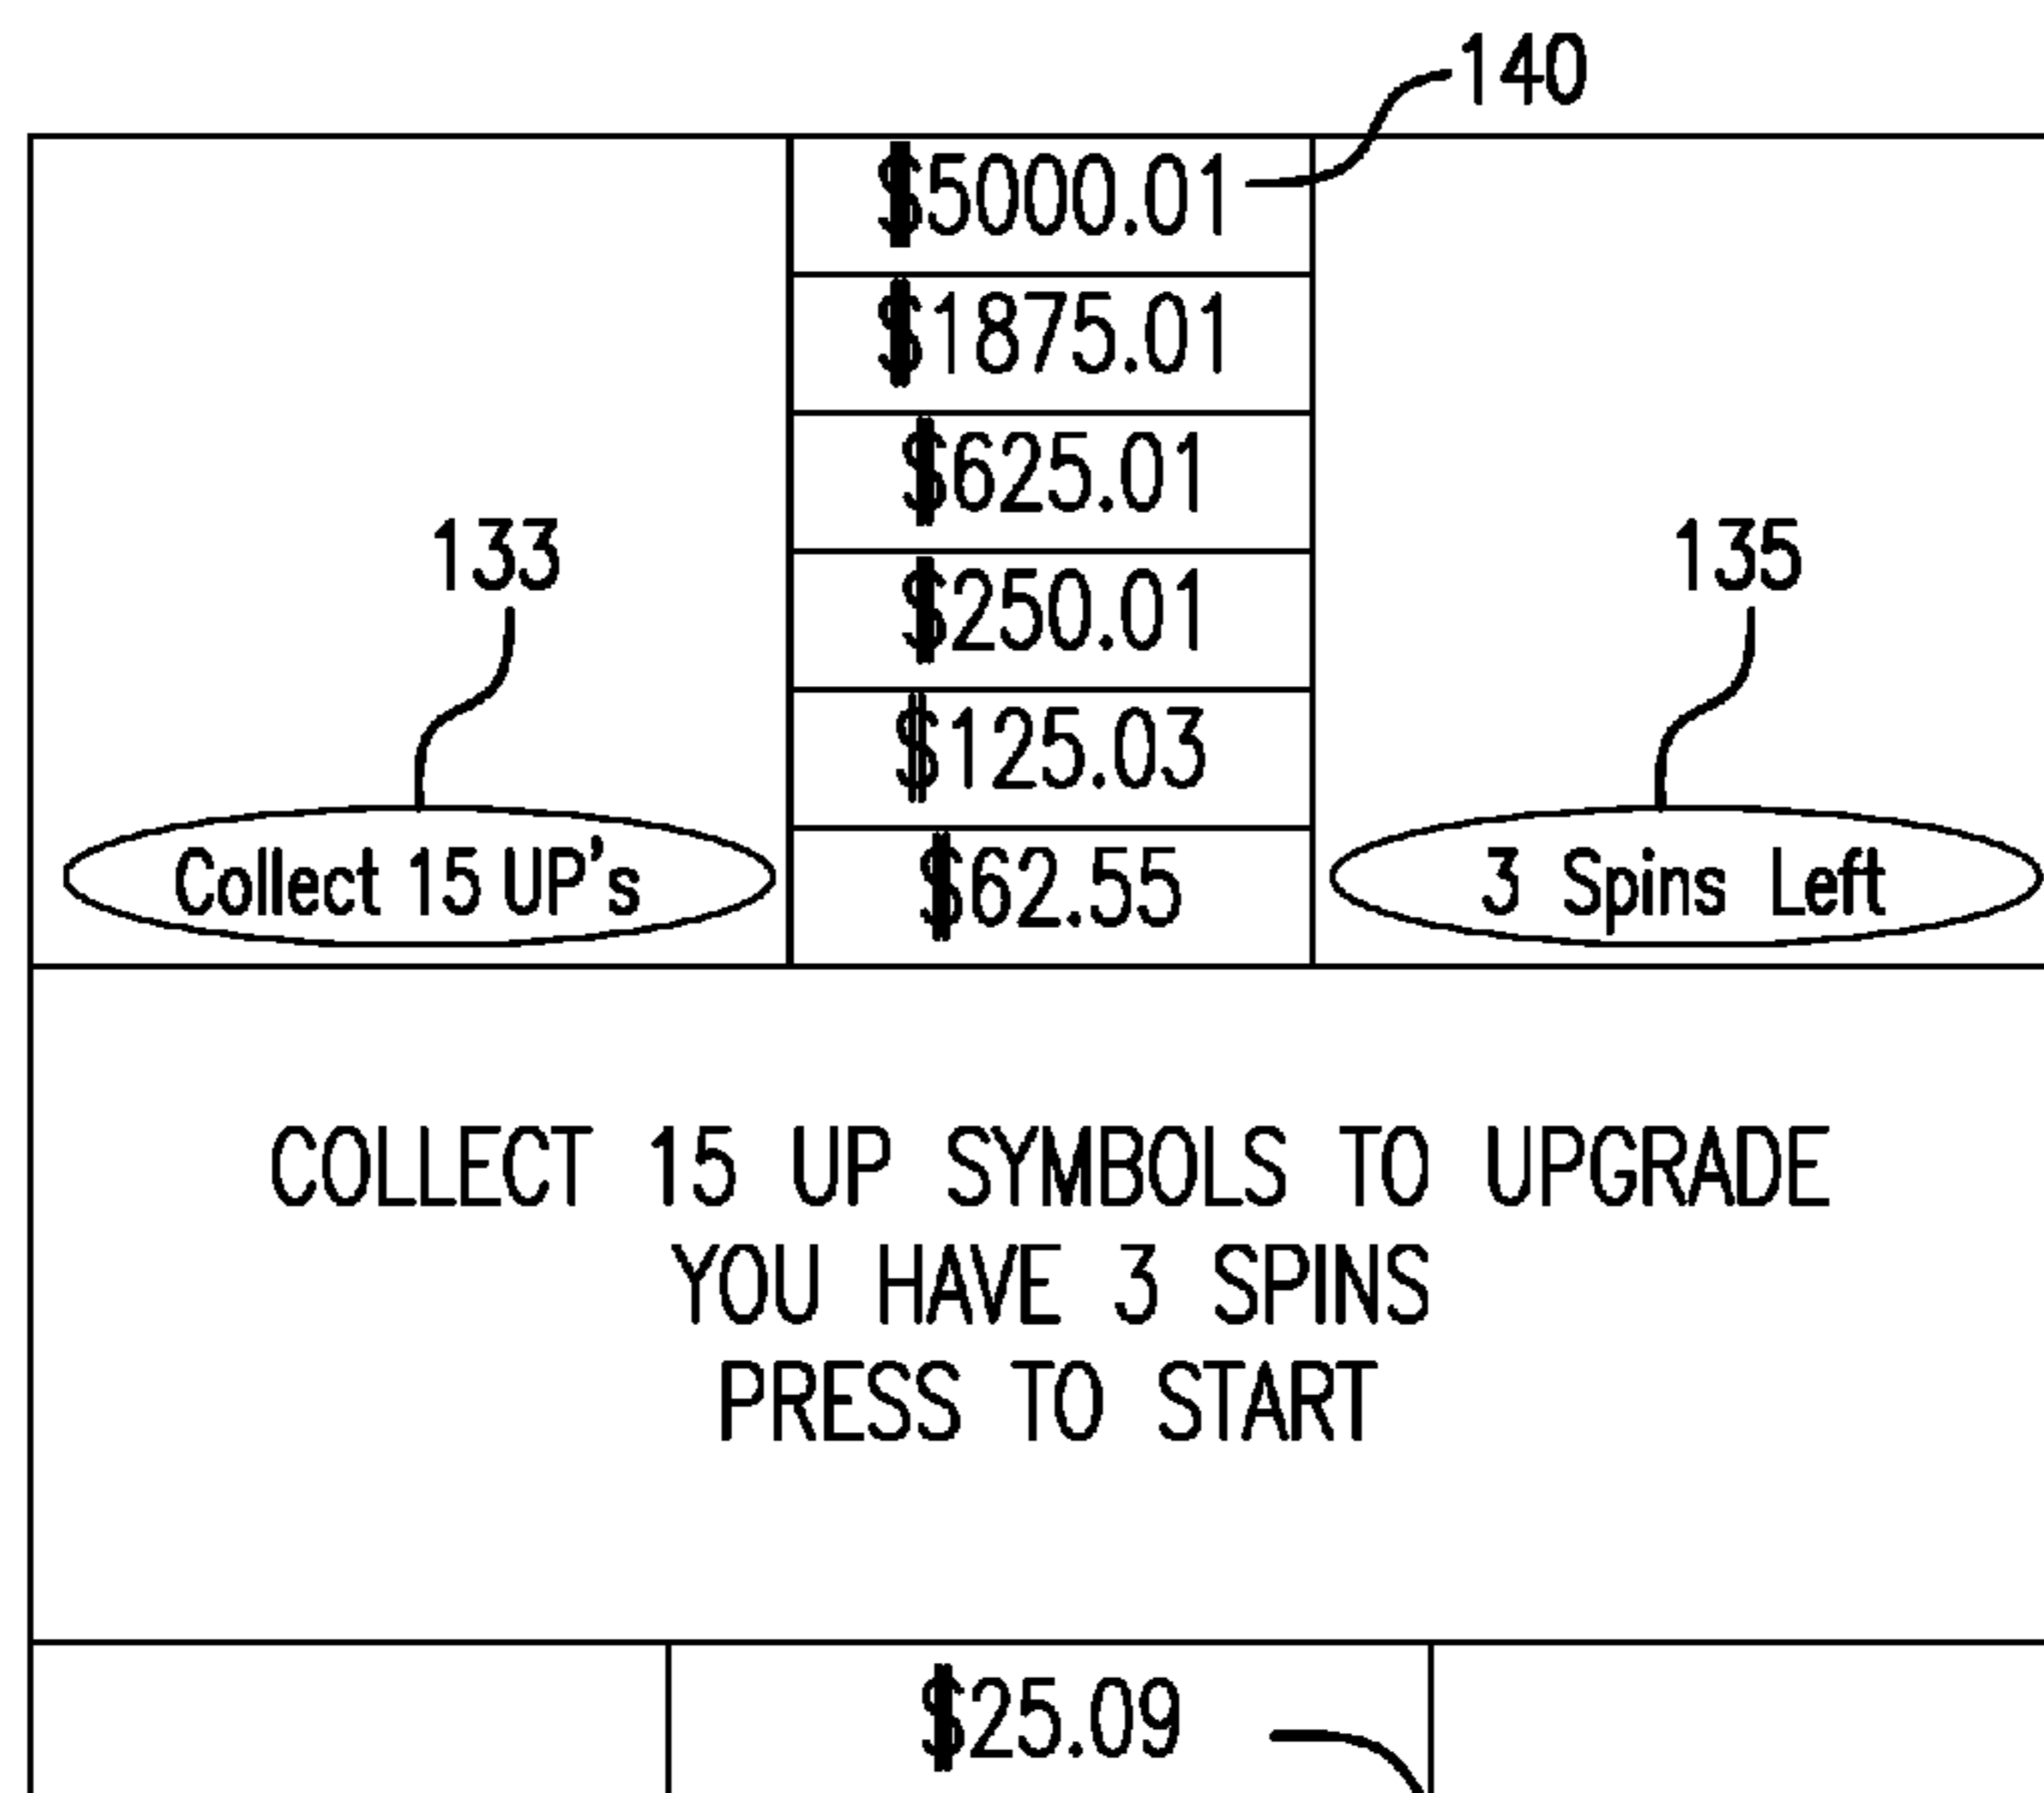 140
$5000.01
$1875.01
$625.01
133
135
$250.01
$125.03
Collect 15 UP's
$62.55
3 Spins Left
COLLECT 15 UP SYMBOLS TO UPGRADE
YOU HAVE 3 SPINS
PRESS TO START
$25.09